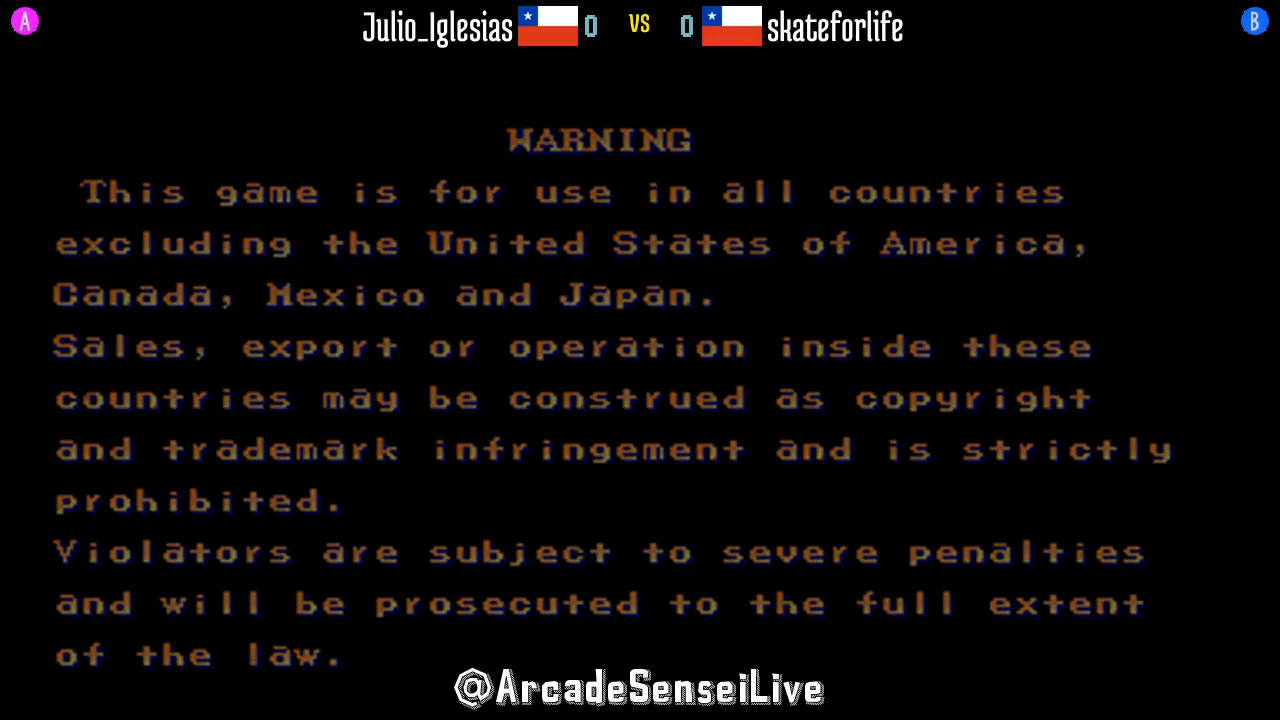 A Julio_Iglesias 0 VS 0 skateforlife B
WARNING
This game is for use in all countries
excluding the United States of America,
Canada, Mexico and Japan.
Sales, export or operation inside these
countries may be construed as copyright
and trademark infringement and is strictly
prohibited.
Violators are subject to severe penalties
and will be prosecuted to the full extent
of the law.
@ArcadeSenseiLive